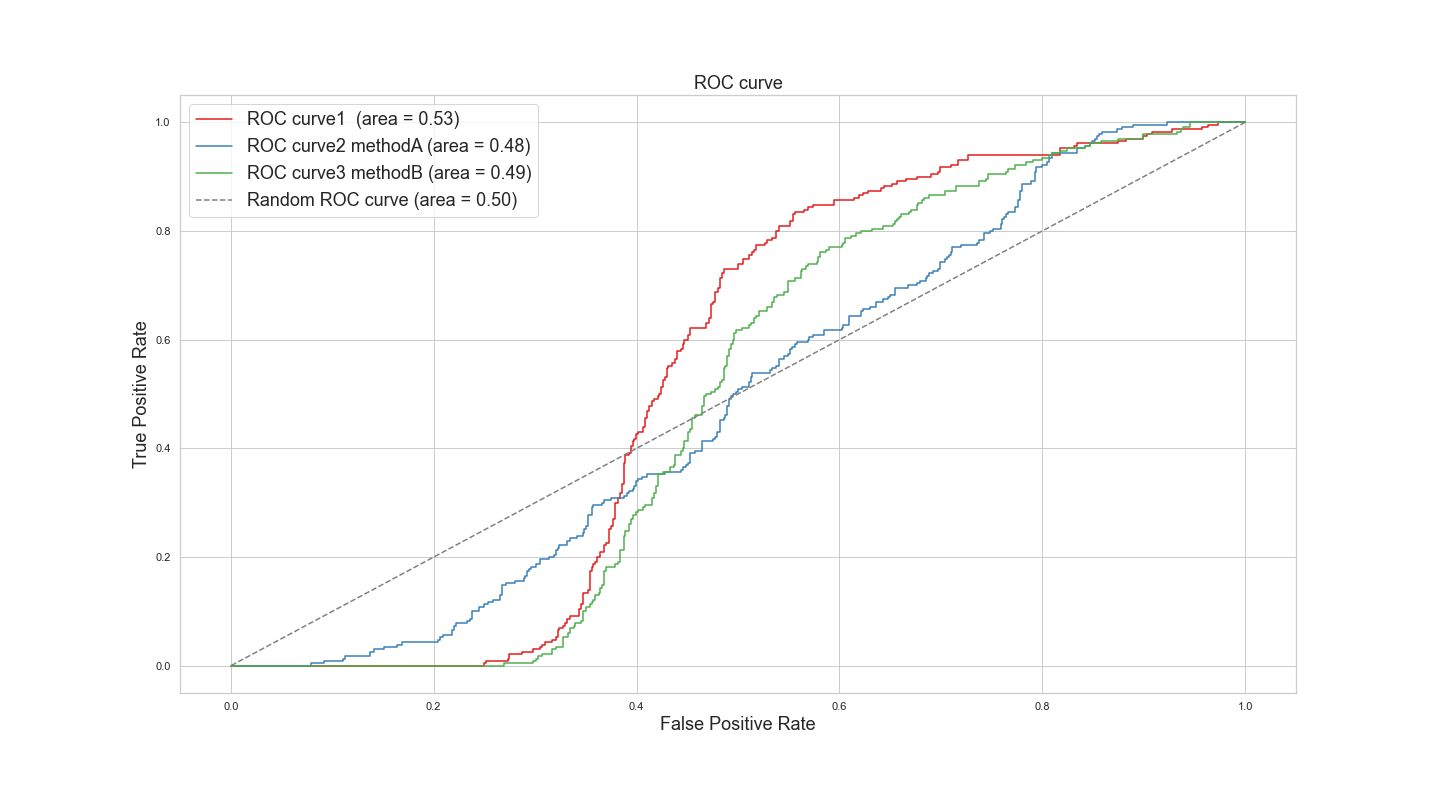 ROC curve
ROC curve1  (area = 0.53)
ROC curve2 methodA (area = 0.48)
ROC curve3 methodB (area = 0.49)
Random ROC curve (area = 0.50)
True Positive Rate
1.0
0.8
0.6
0.4
0.2
0.0
0.0 0.2 0.4 0.6 0.8 1.0
False Positive Rate